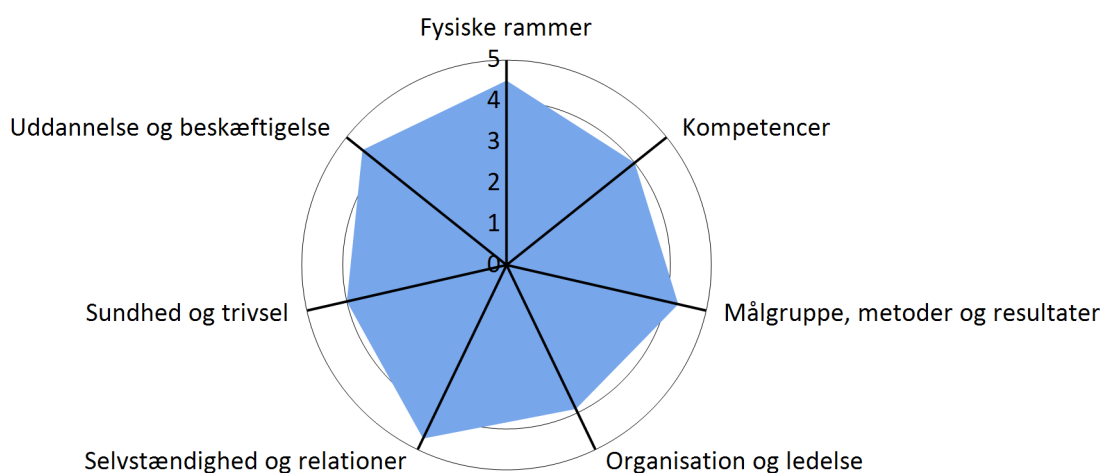 Fysiske rammer
5
4
3
2
1
0
Uddannelse og beskæftigelse
Kompetencer
Sundhed og trivsel
Målgruppe, metoder og resultater
Selvstændighed og relationer
Organisation og ledelse